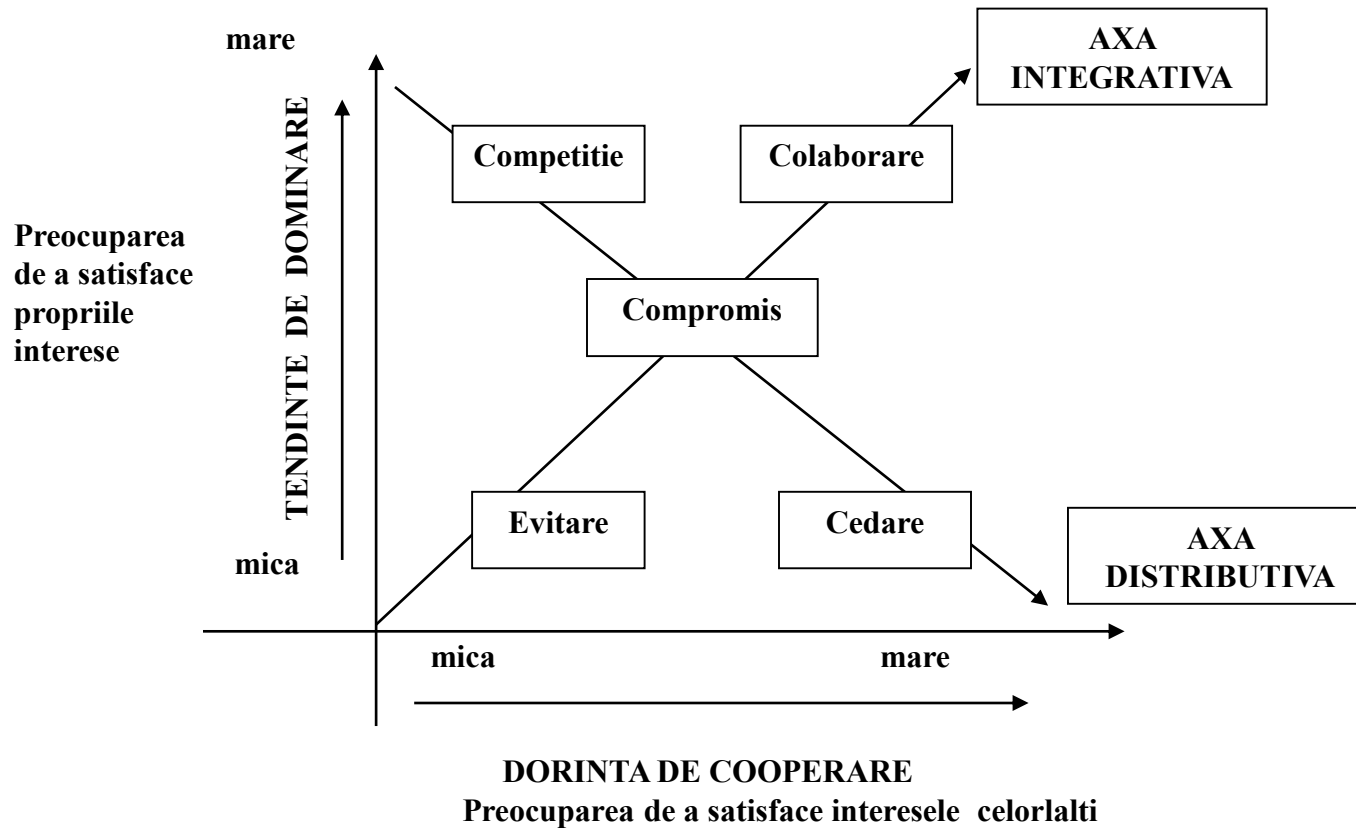 mare
AXA
INTEGRATIVA
TENDINTE DE DOMINARE
Competitie
Colaborare
Preocuparea
de a satisface
propriile
interese
Compromis
Evitare
Cedare
AXA
DISTRIBUTIVA
mica
mica
mare
DORINTA DE COOPERARE
Preocuparea de a satisface interesele celorlalti